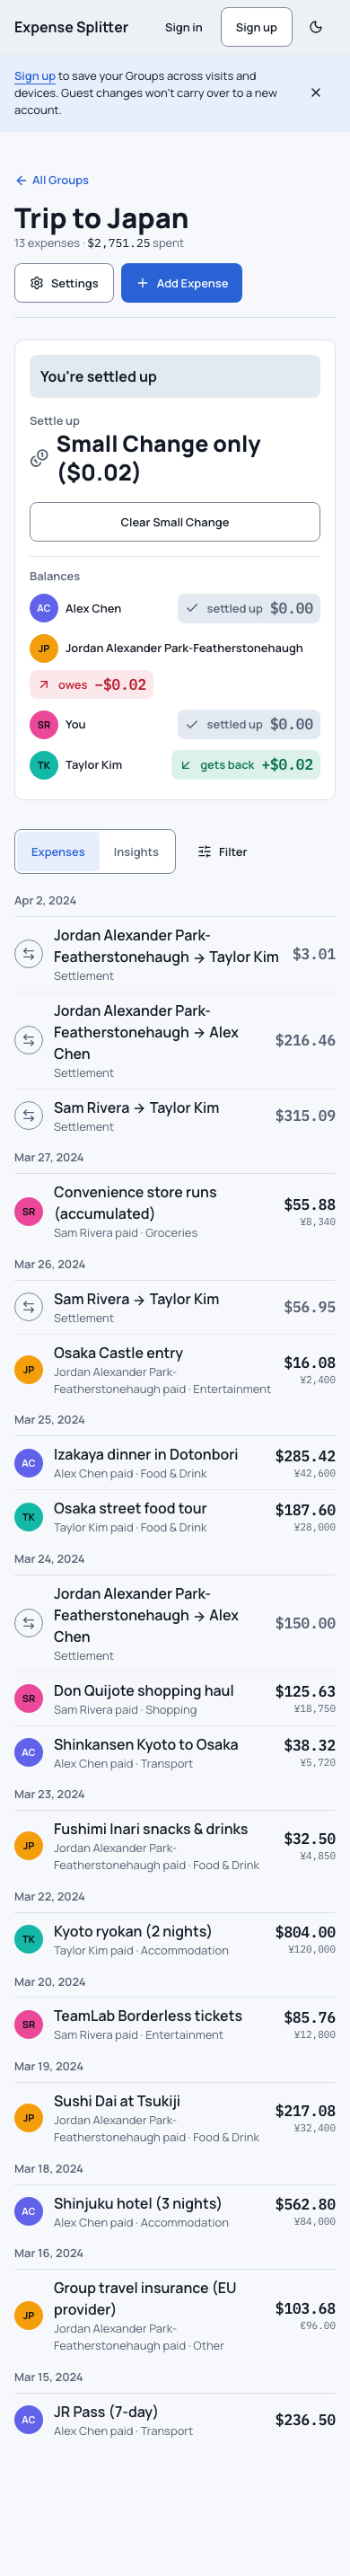 Expense Splitter
Sign in
Sign up
Sign up to save your Groups across visits and
devices. Guest changes won't carry over to a new
account.
All Groups
Trip to Japan
13 expenses · $2,751.25 spent
Settings
Add Expense
You're settled up
Settle up
Small Change only
($0.02)
Clear Small Change
Balances
AC Alex Chen settled up $0.00
JP Jordan Alexander Park-Featherstonehaugh
owes −$0.02
SR You settled up $0.00
TK Taylor Kim gets back +$0.02
Expenses
Insights
Filter
Apr 2, 2024
Jordan Alexander Park-
Featherstonehaugh → Taylor Kim $3.01
Settlement
Jordan Alexander Park-
Featherstonehaugh → Alex $216.46
Chen
Settlement
Sam Rivera → Taylor Kim $315.09
Settlement
Mar 27, 2024
Convenience store runs $55.88
SR (accumulated) ¥8,340
Sam Rivera paid · Groceries
Mar 26, 2024
Sam Rivera → Taylor Kim $56.95
Settlement
Osaka Castle entry $16.08
JP Jordan Alexander Park- ¥2,400
Featherstonehaugh paid · Entertainment
Mar 25, 2024
AC Izakaya dinner in Dotonbori $285.42
Alex Chen paid · Food & Drink ¥42,600
TK Osaka street food tour $187.60
Taylor Kim paid · Food & Drink ¥28,000
Mar 24, 2024
Jordan Alexander Park-
Featherstonehaugh → Alex $150.00
Chen
Settlement
SR Don Quijote shopping haul $125.63
Sam Rivera paid · Shopping ¥18,750
AC Shinkansen Kyoto to Osaka $38.32
Alex Chen paid · Transport ¥5,720
Mar 23, 2024
Fushimi Inari snacks & drinks $32.50
JP Jordan Alexander Park- ¥4,850
Featherstonehaugh paid · Food & Drink
Mar 22, 2024
TK Kyoto ryokan (2 nights) $804.00
Taylor Kim paid · Accommodation ¥120,000
Mar 20, 2024
SR TeamLab Borderless tickets $85.76
Sam Rivera paid · Entertainment ¥12,800
Mar 19, 2024
Sushi Dai at Tsukiji $217.08
JP Jordan Alexander Park- ¥32,400
Featherstonehaugh paid · Food & Drink
Mar 18, 2024
AC Shinjuku hotel (3 nights) $562.80
Alex Chen paid · Accommodation ¥84,000
Mar 16, 2024
Group travel insurance (EU
JP provider) $103.68
Jordan Alexander Park- €96.00
Featherstonehaugh paid · Other
Mar 15, 2024
AC JR Pass (7-day) $236.50
Alex Chen paid · Transport